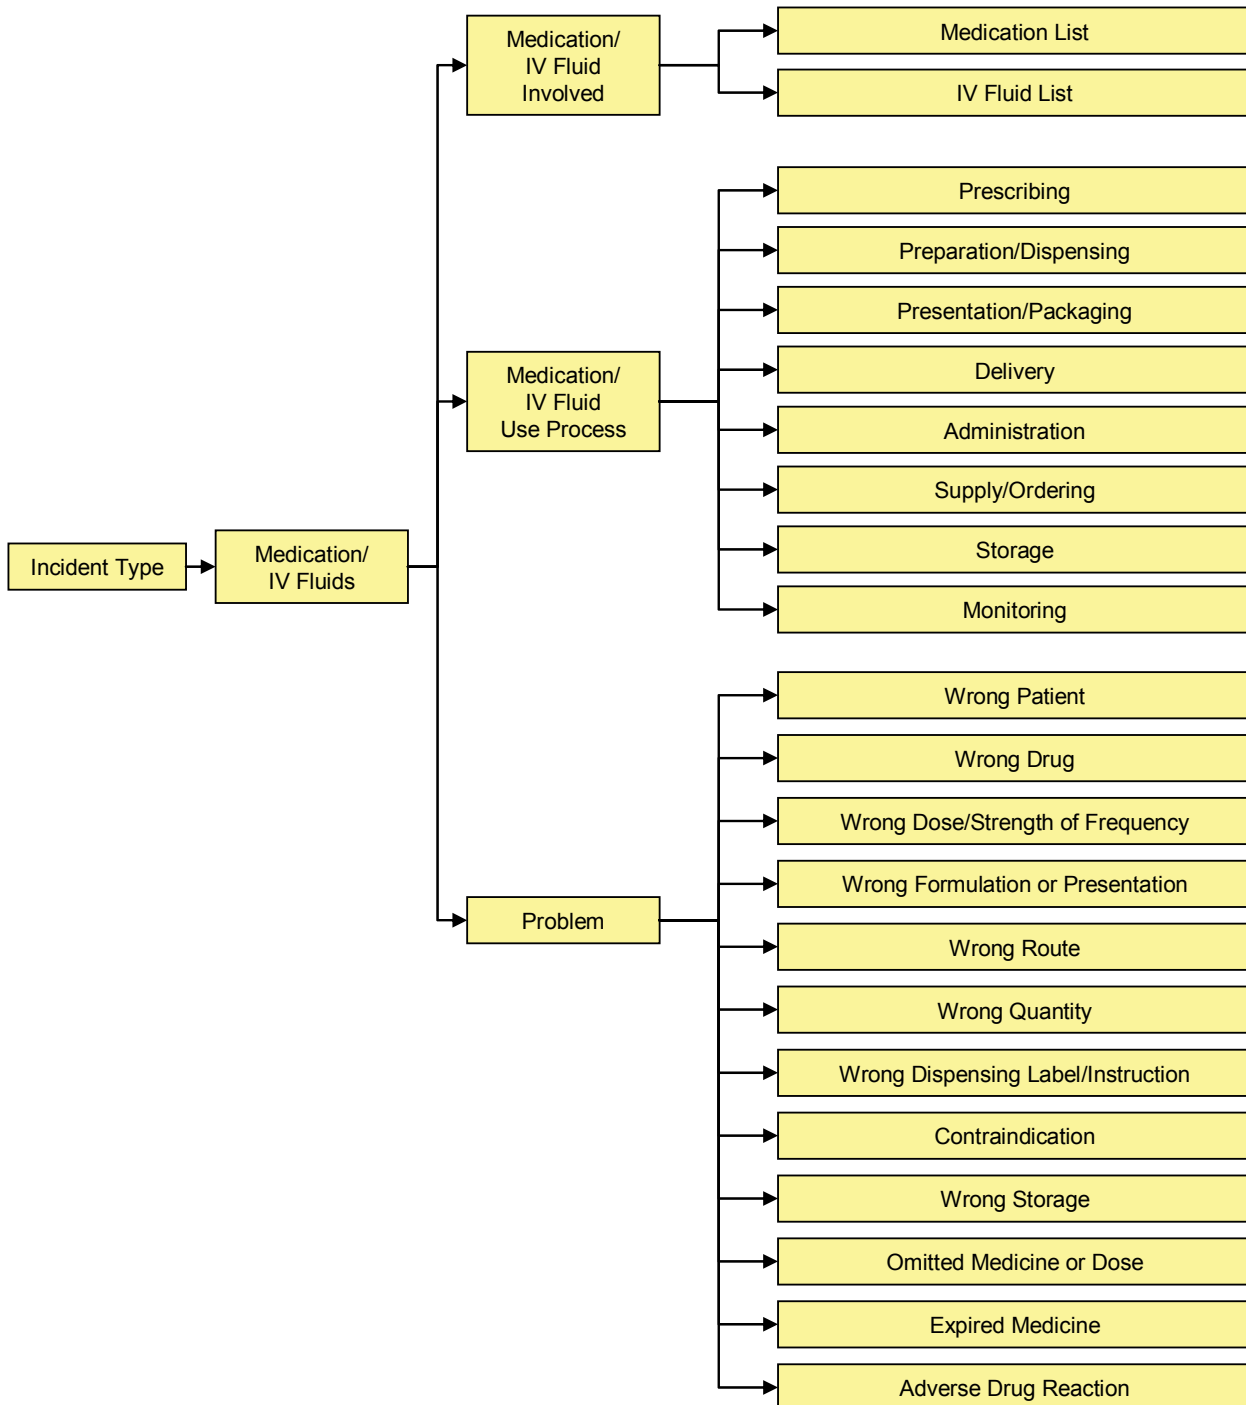 Incident Type
Medication/
IV Fluids
Medication/
IV Fluid
Involved
Medication List
IV Fluid List
Medication/
IV Fluid
Use Process
Prescribing
Preparation/Dispensing
Presentation/Packaging
Delivery
Administration
Supply/Ordering
Storage
Monitoring
Problem
Wrong Patient
Wrong Drug
Wrong Dose/Strength of Frequency
Wrong Formulation or Presentation
Wrong Route
Wrong Quantity
Wrong Dispensing Label/Instruction
Contraindication
Wrong Storage
Omitted Medicine or Dose
Expired Medicine
Adverse Drug Reaction